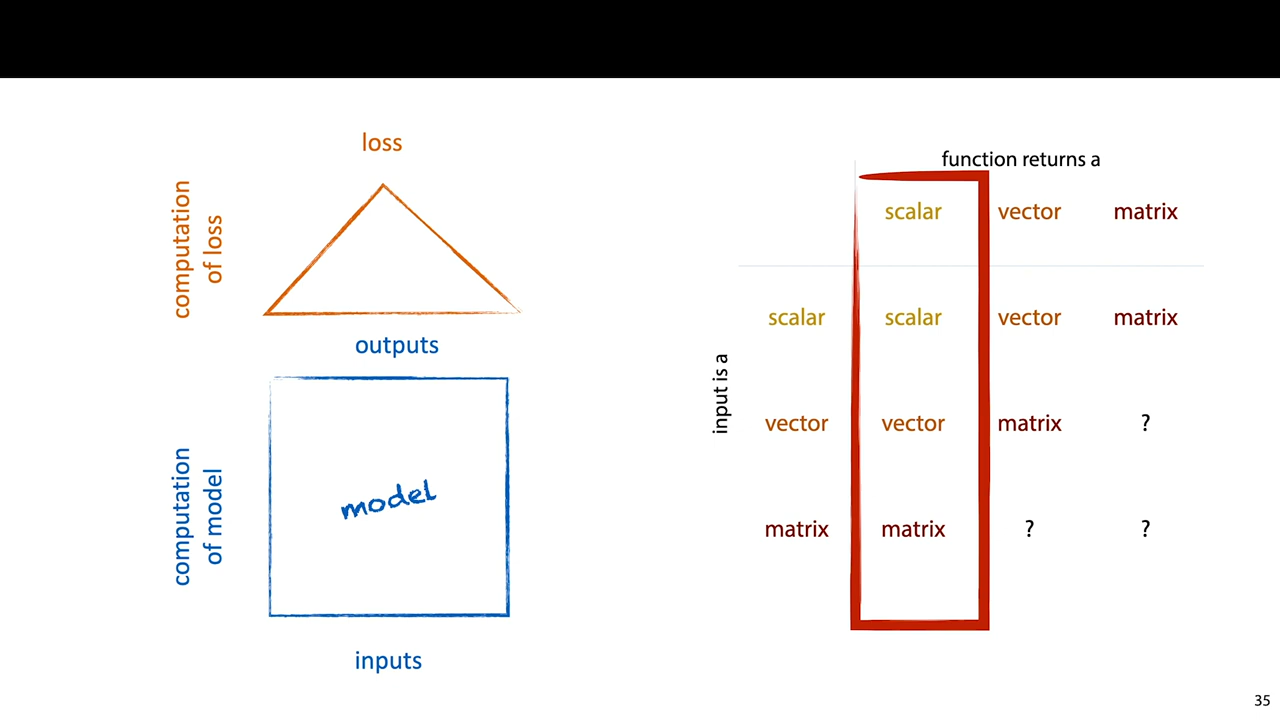 loss
computation
of loss
outputs
computation
of model
model
inputs
function returns a
scalar vector matrix
input is a
scalar scalar vector matrix
vector vector matrix ?
matrix matrix ? ?
35